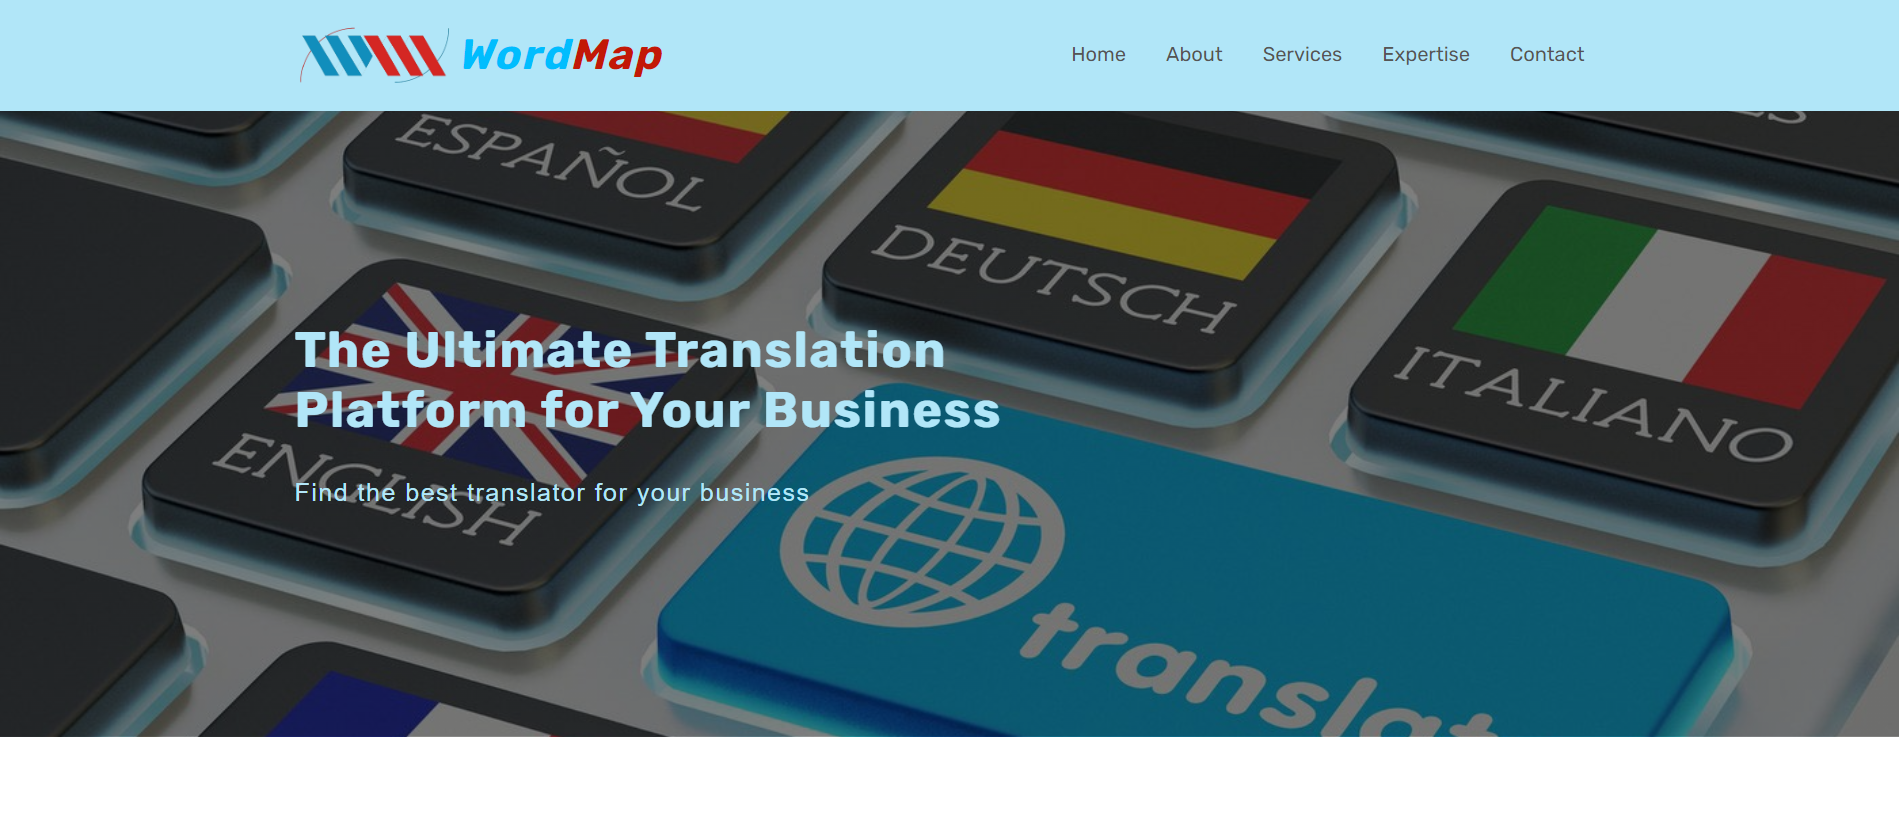 WordMap
Home About Services Expertise Contact
ESPAÑOL
DEUTSCH
ITALIANO
The Ultimate Translation
Platform for Your Business
ENGLISH
Find the best translator for your business
translat